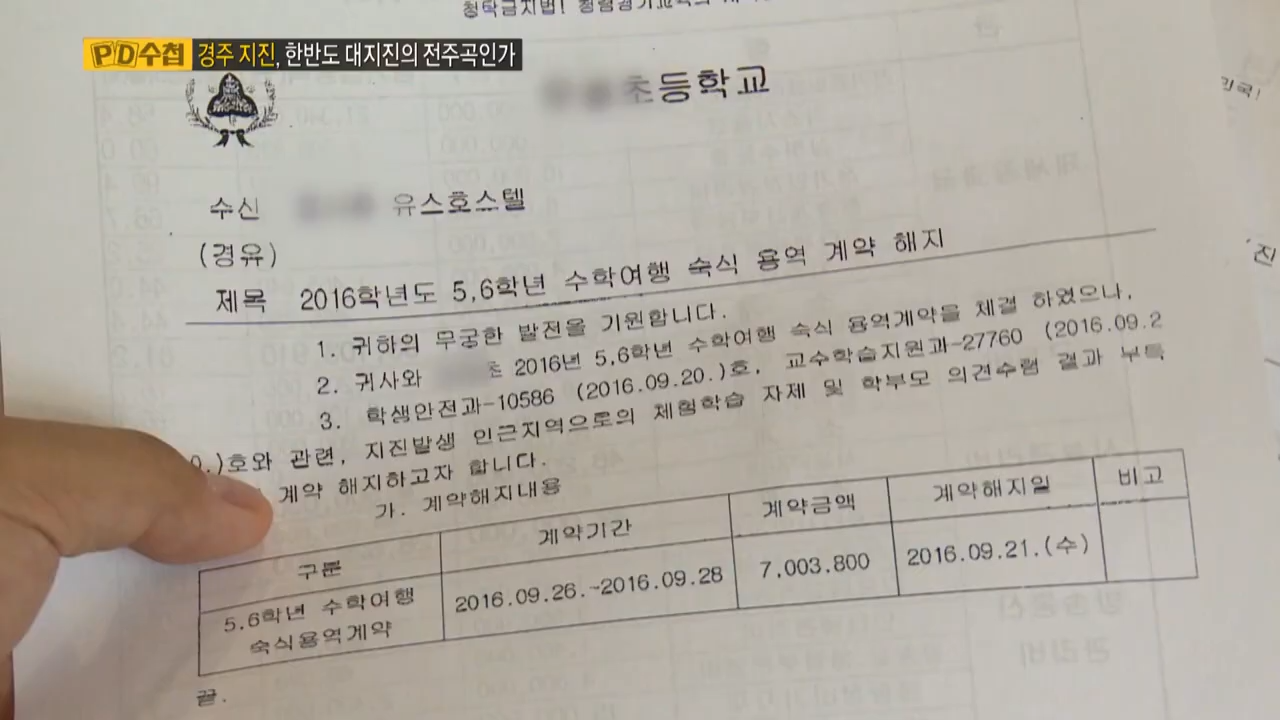 PD수첩 경주 지진, 한반도 대지진의 전주곡인가
초등학교
수신 유스호스텔
(경유)
제목 2016학년도 5,6학년 수학여행 숙식 용역 계약 해지
1. 귀하의 무궁한 발전을 기원합니다.
2. 귀사와 초 2016년 5,6학년 수학여행 숙식 용역계약을 체결 하였으나,
3. 학생안전과-10586 (2016.09.20.)호, 교수학습지원과-27760 (2016.09.2
0.)호와 관련, 지진발생 인근지역으로의 체험학습 자제 및 학부모 의견수렴 결과 부득
계약 해지하고자 합니다.
가. 계약해지내용
구분 계약기간 계약금액 계약해지일 비고
5.6학년 수학여행 숙식용역계약 2016.09.26.~2016.09.28 7,003.800 2016.09.21.(수)
끝.